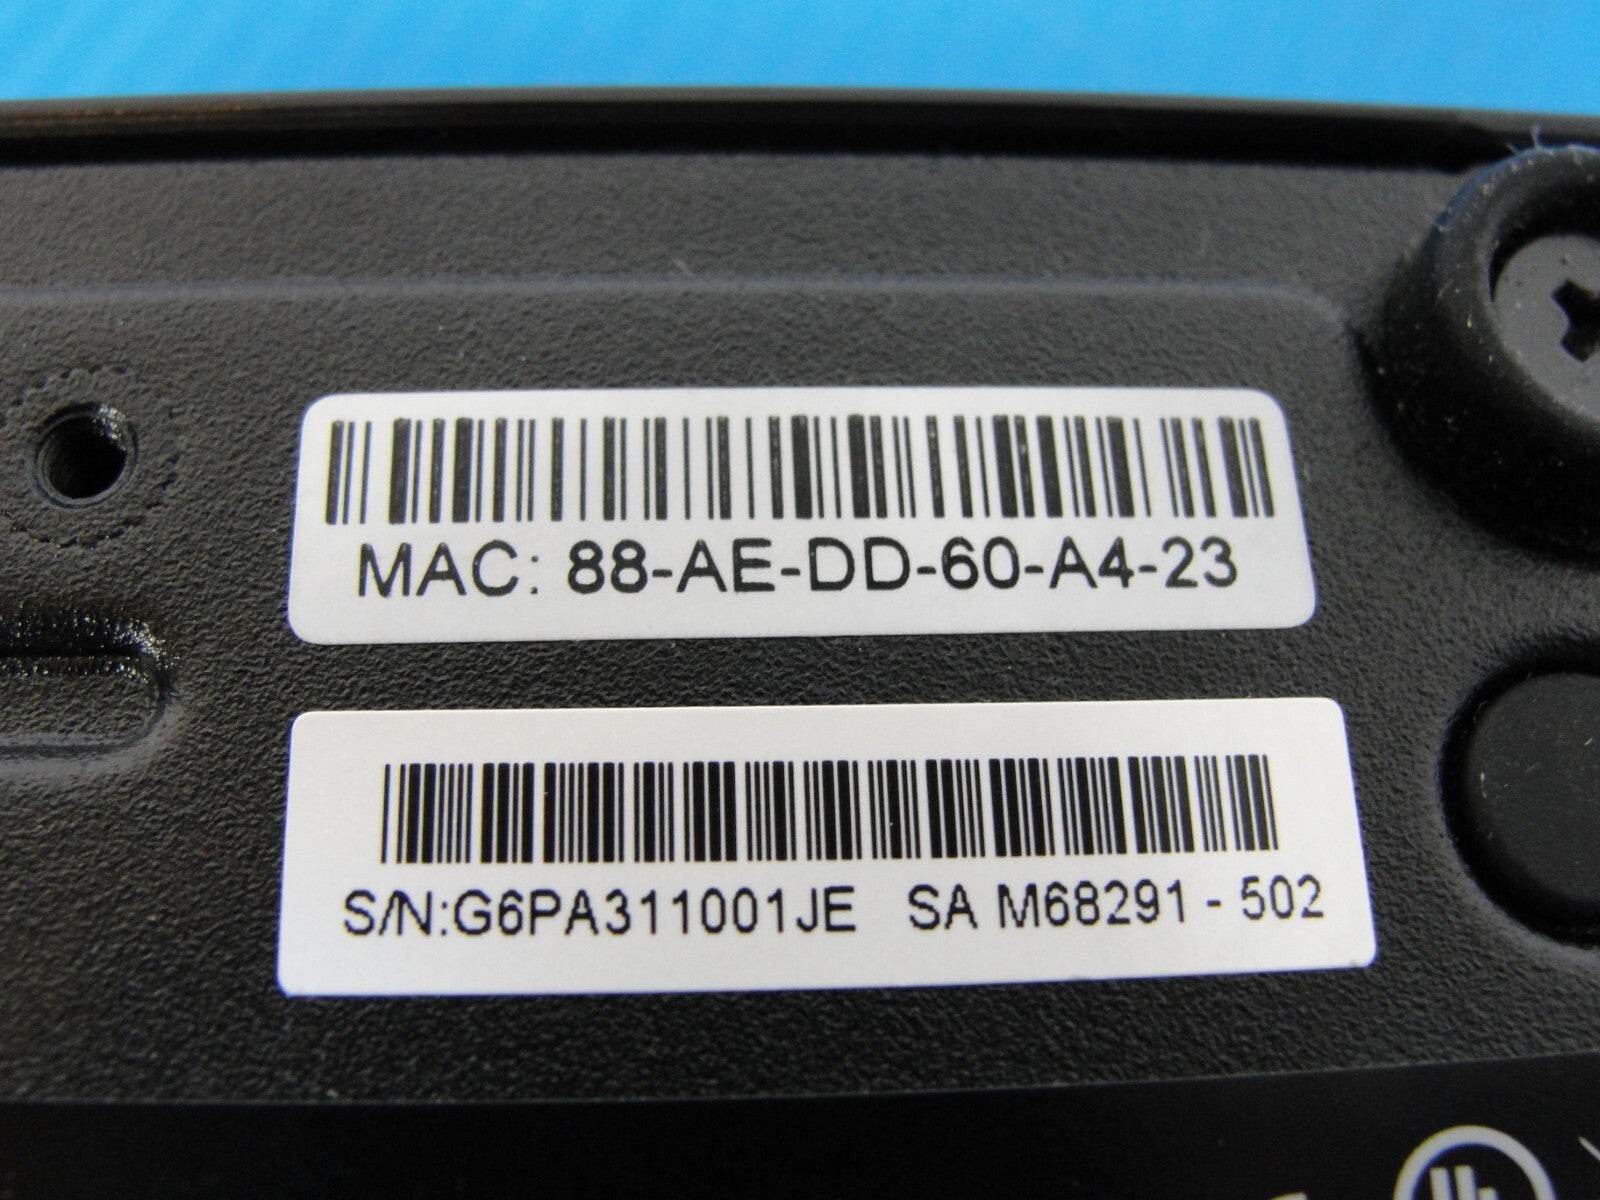 MAC: 88-AE-DD-60-A4-23
S/N:G6PA311001JE SA M68291 - 502